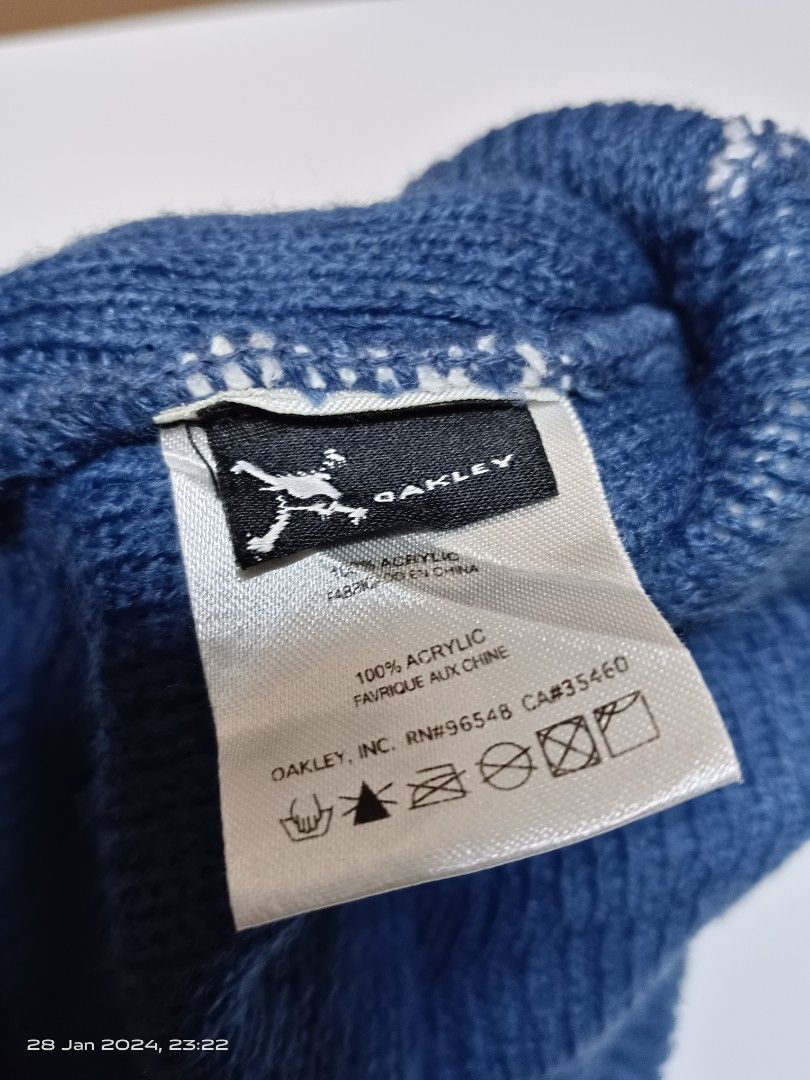 OAKLEY
100% ACRYLIC
FABRICADO EN CHINA
100% ACRYLIC
FAVRIQUE AUX CHINE
OAKLEY, INC. RN#96548 CA#35460
28 Jan 2024, 23:22